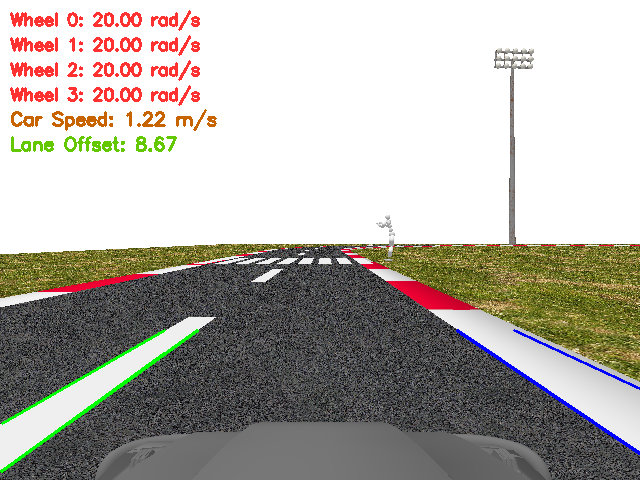 Wheel 0: 20.00 rad/s
Wheel 1: 20.00 rad/s
Wheel 2: 20.00 rad/s
Wheel 3: 20.00 rad/s
Car Speed: 1.22 m/s
Lane Offset: 8.67